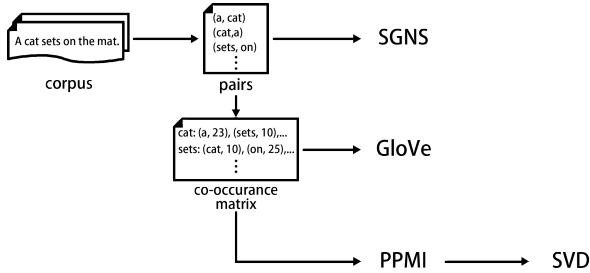 A cat sets on the mat.
corpus
(a, cat)
(cat,a)
(sets, on)
pairs
SGNS
cat: (a, 23), (sets, 10),...
sets: (cat, 10), (on, 25),...
co-occurance
matrix
GloVe
PPMI
SVD